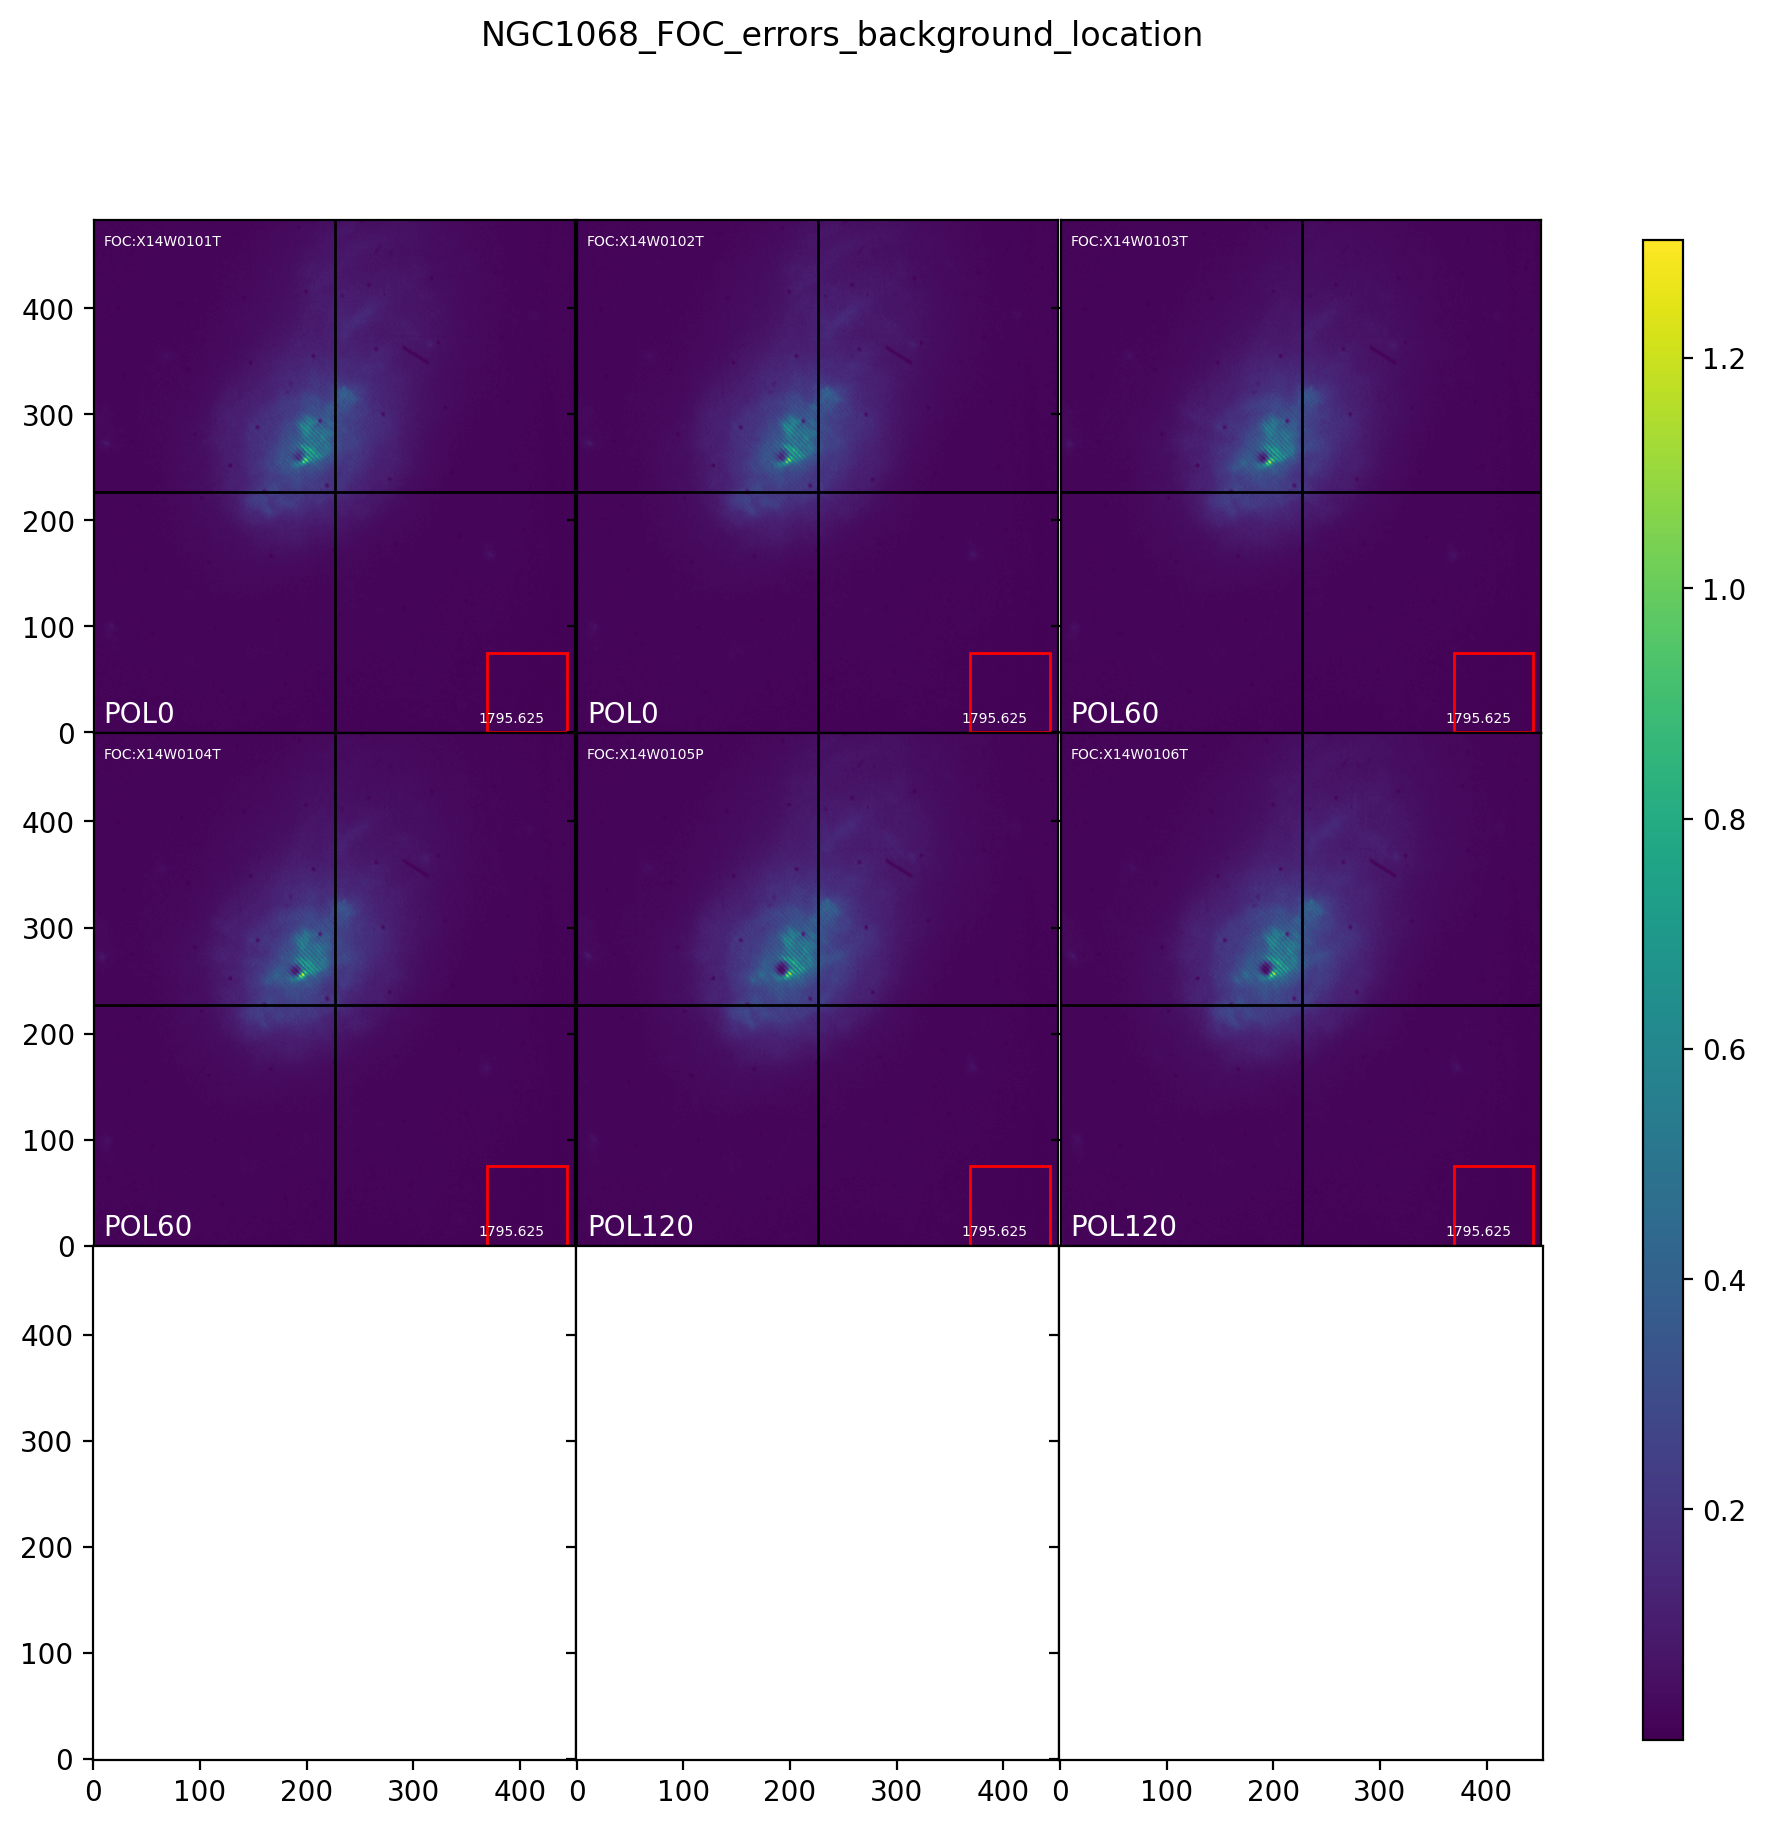 NGC1068_FOC_errors_background_location
FOC:X14W0101T
FOC:X14W0102T
FOC:X14W0103T
400
300
200
100
0
POL0
1795.625
POL0
1795.625
POL60
1795.625
FOC:X14W0104T
FOC:X14W0105P
FOC:X14W0106T
400
300
200
100
0
POL60
1795.625
POL120
1795.625
POL120
1795.625
400
300
200
100
0
0 100 200 300 400
0 100 200 300 400
0 100 200 300 400
1.2
1.0
0.8
0.6
0.4
0.2